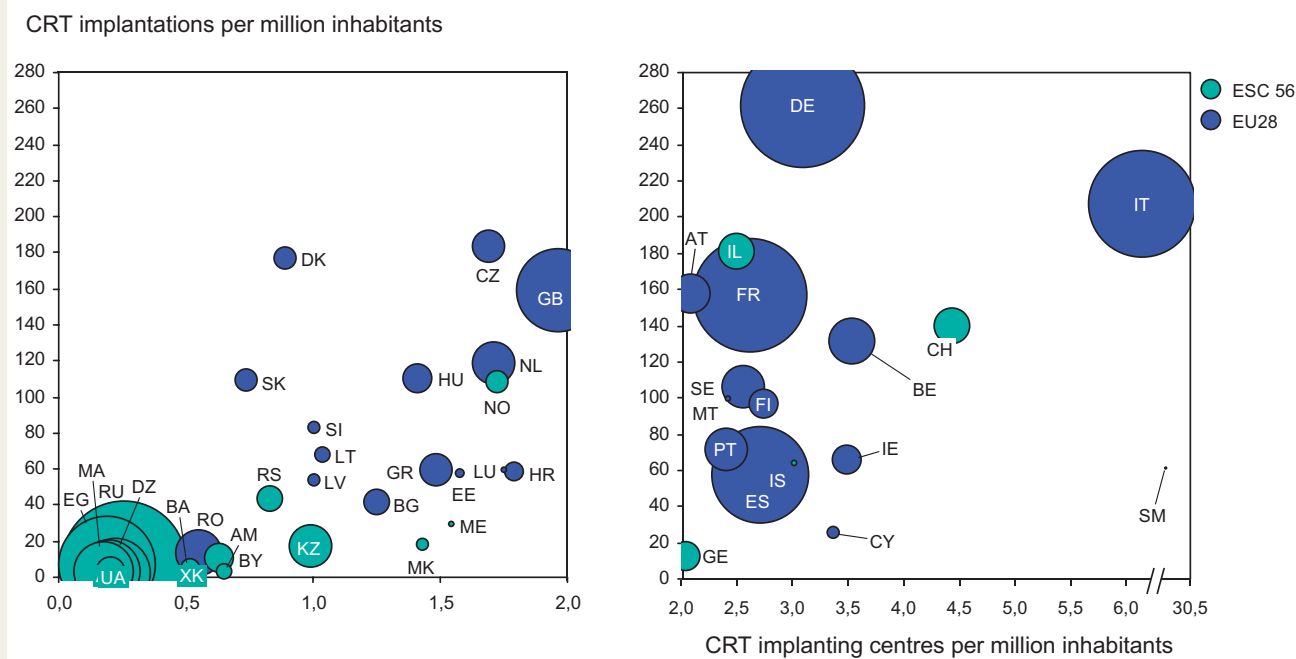 CRT implantations per million inhabitants
280
260
240
220
200
180
160
140
120
100
80
60
40
20
0
0,0
0,5
1,0
1,5
2,0
DK
CZ
GB
SK
HU
NL
NO
SI
LT
LV
RS
GR
EE
LU
HR
BG
ME
MK
KZ
MA
EG
RU
DZ
BA
RO
AM
BY
UA
XK
280
260
240
220
200
180
160
140
120
100
80
60
40
20
0
2,0
2,5
3,0
3,5
4,0
4,5
5,0
5,5
6,0
30,5
DE
IT
AT
IL
FR
CH
BE
SE
MT
FI
PT
IS
ES
IE
CY
SM
GE
ESC 56
EU28
CRT implanting centres per million inhabitants